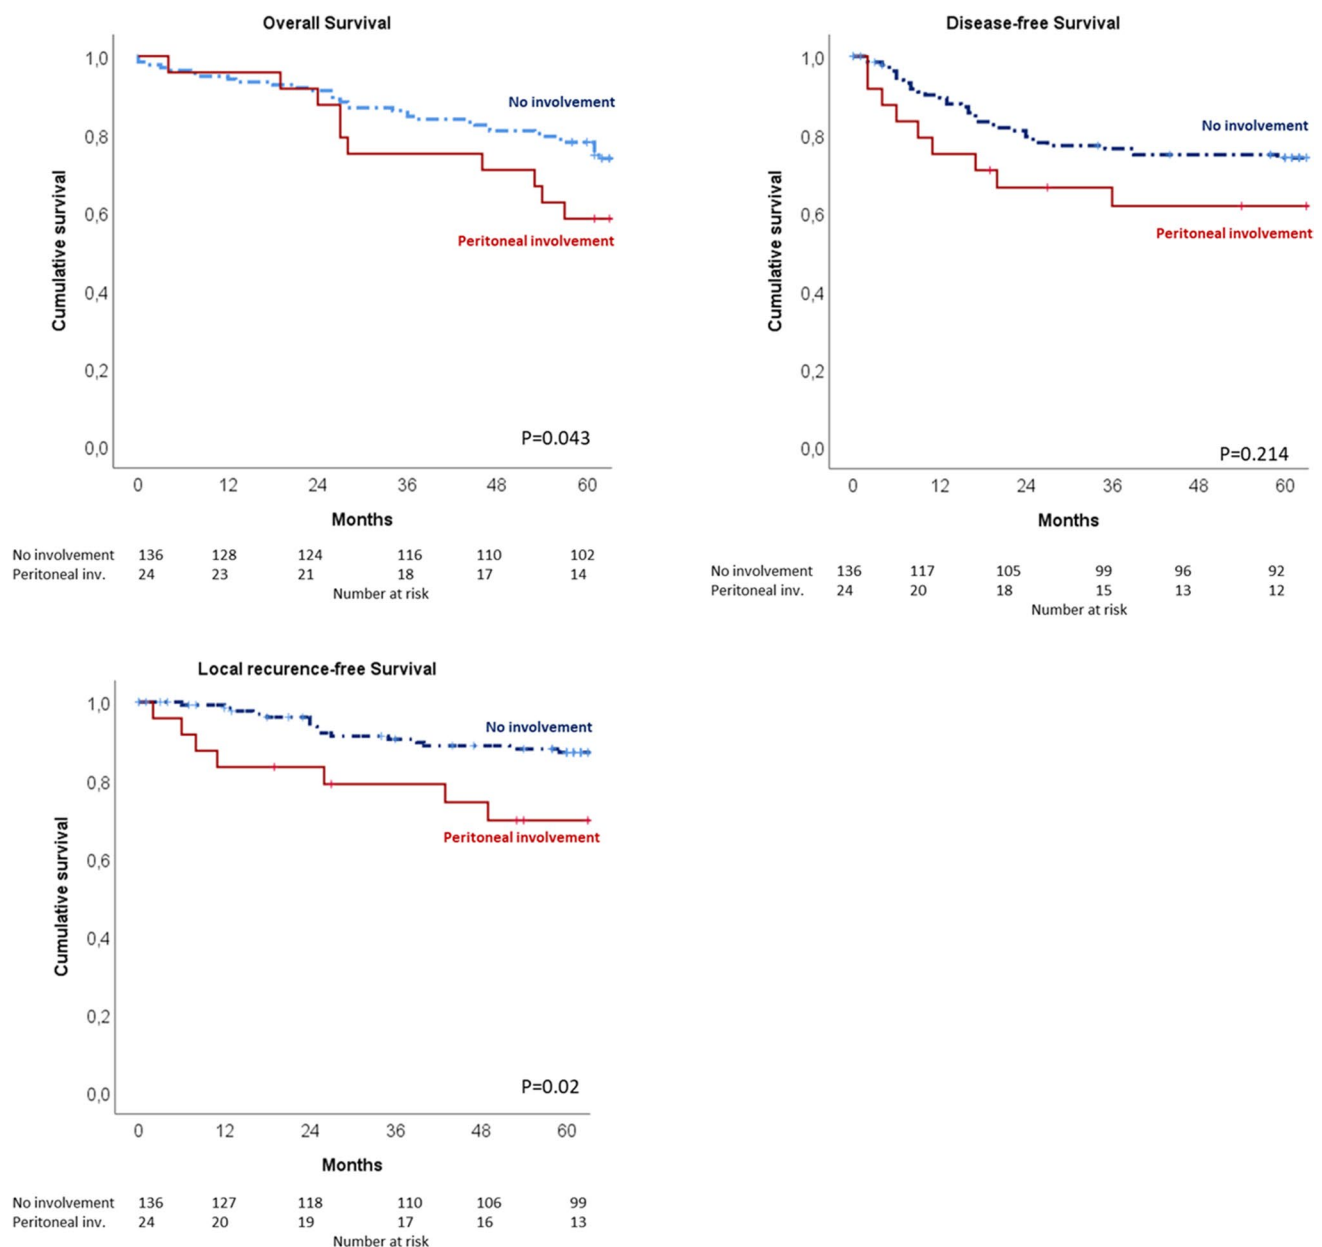 Overall Survival
Cumulative survival
1,0
0,8
0,6
0,4
0,2
0,0
No involvement
Peritoneal involvement
P=0.043
0 12 24 36 48 60
Months
No involvement 136 128 124 116 110 102
Peritoneal inv. 24 23 21 18 17 14
Number at risk
Disease-free Survival
Cumulative survival
1,0
0,8
0,6
0,4
0,2
0,0
No involvement
Peritoneal involvement
P=0.214
0 12 24 36 48 60
Months
No involvement 136 117 105 99 96 92
Peritoneal inv. 24 20 18 15 13 12
Number at risk
Local recurence-free Survival
Cumulative survival
1,0
0,8
0,6
0,4
0,2
0,0
No involvement
Peritoneal involvement
P=0.02
0 12 24 36 48 60
Months
No involvement 136 127 118 110 106 99
Peritoneal inv. 24 20 19 17 16 13
Number at risk